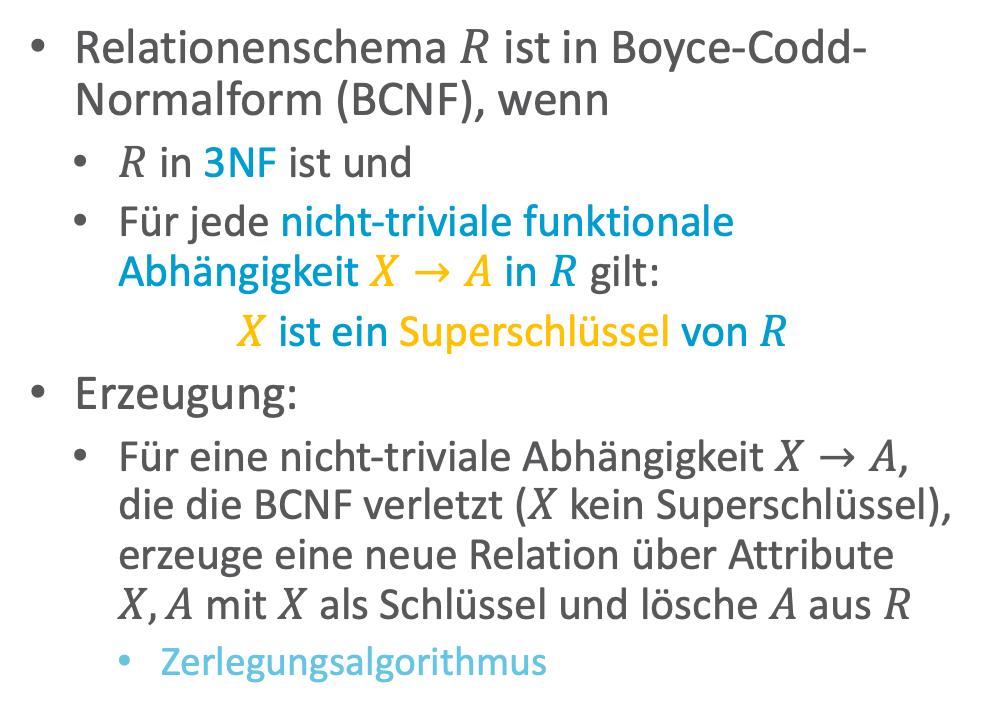 • Relationenschema R ist in Boyce-Codd-
Normalform (BCNF), wenn
• R in 3NF ist und
• Für jede nicht-triviale funktionale
Abhängigkeit X → A in R gilt:
X ist ein Superschlüssel von R
• Erzeugung:
• Für eine nicht-triviale Abhängigkeit X → A,
die die BCNF verletzt (X kein Superschlüssel),
erzeuge eine neue Relation über Attribute
X, A mit X als Schlüssel und lösche A aus R
• Zerlegungsalgorithmus